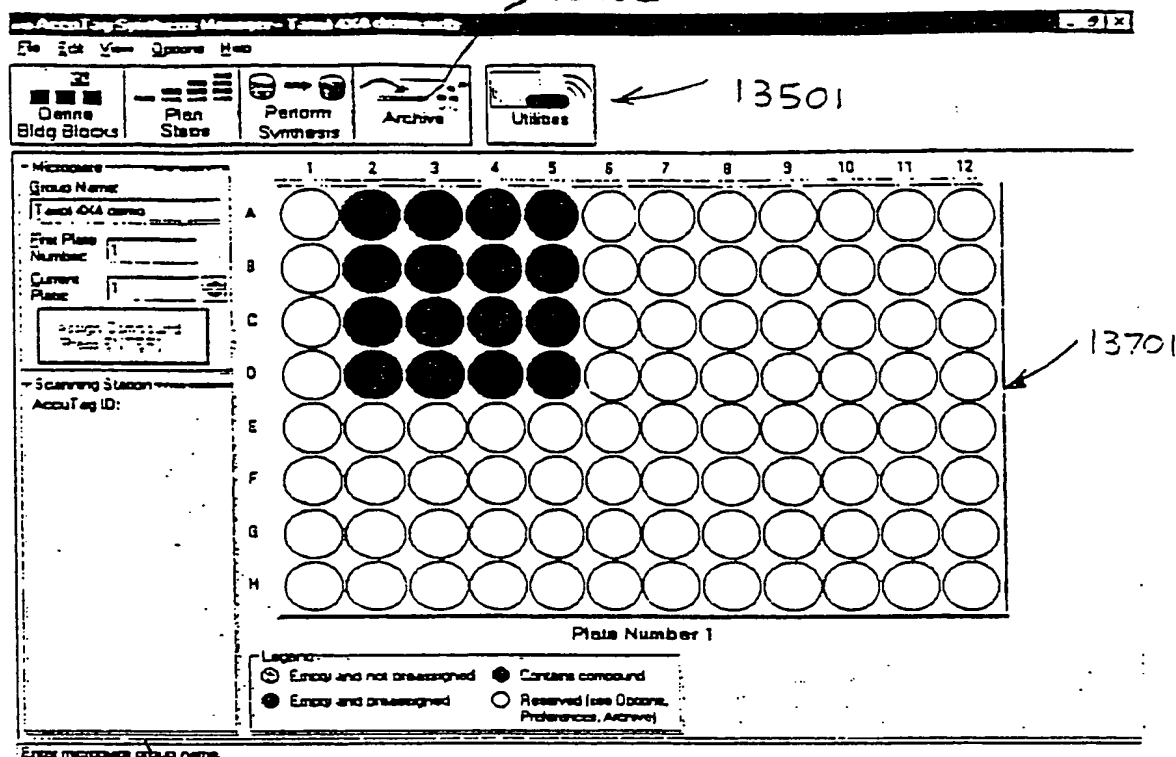 AccuTag Synthesis Manager - Tansi 4X4 demo.mdb
File Edit View Options Help
Define Bldg Blocks
Plan Steps
Perform Synthesis
Archive
Utilities
13501
Microplate
Group Name:
4X4 demo
First Plate Number: 1
Current Plate: 1
Assign Compound
Scanning Station
AccuTag ID:
1 2 3 4 5 6 7 8 9 10 11 12
A
B
C
D
E
F
G
H
13701
Plate Number 1
Legend
Empty and not preassigned
Contains compound
Empty and preassigned
Reserved (see Options, Preferences, Archive)
Enter microplate group name.